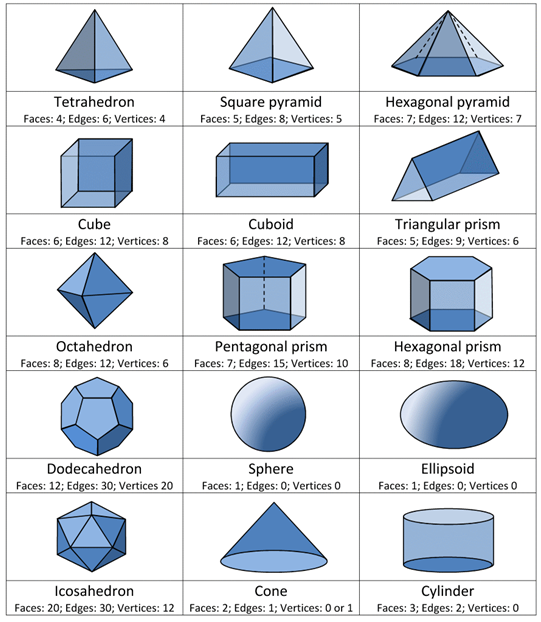 Tetrahedron
Faces: 4; Edges: 6; Vertices: 4
Square pyramid
Faces: 5; Edges: 8; Vertices: 5
Hexagonal pyramid
Faces: 7; Edges: 12; Vertices: 7
Cube
Faces: 6; Edges: 12; Vertices: 8
Cuboid
Faces: 6; Edges: 12; Vertices: 8
Triangular prism
Faces: 5; Edges: 9; Vertices: 6
Octahedron
Faces: 8; Edges: 12; Vertices: 6
Pentagonal prism
Faces: 7; Edges: 15; Vertices: 10
Hexagonal prism
Faces: 8; Edges: 18; Vertices: 12
Dodecahedron
Faces: 12; Edges: 30; Vertices 20
Sphere
Faces: 1; Edges: 0; Vertices 0
Ellipsoid
Faces: 1; Edges: 0; Vertices 0
Icosahedron
Faces: 20; Edges: 30; Vertices: 12
Cone
Faces: 2; Edges: 1; Vertices: 0 or 1
Cylinder
Faces: 3; Edges: 2; Vertices: 0